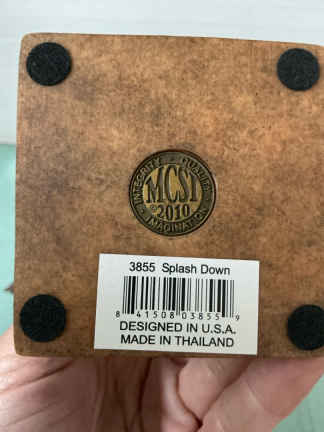 INTEGRITY • QUALITY •
MCSI
©2010
IMAGINATION
3855 Splash Down
8 41508 03855 9
DESIGNED IN U.S.A.
MADE IN THAILAND